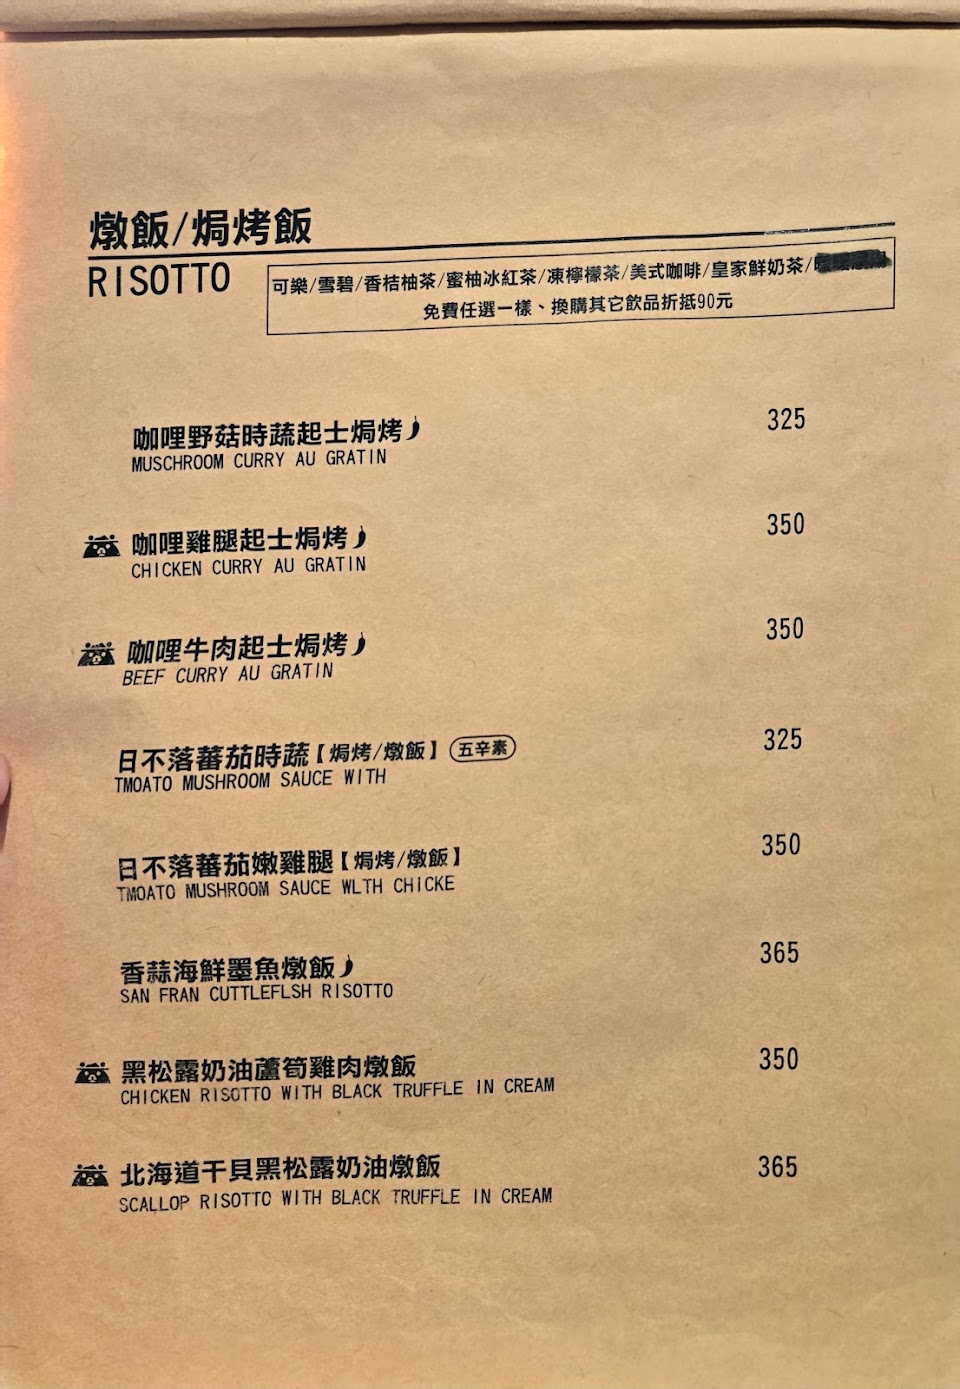 燉飯/焗烤飯
RISOTTO
可樂/雪碧/香桔柚茶/蜜柚冰紅茶/凍檸檬茶/美式咖啡/皇家鮮奶茶/
免費任選一樣、換購其它飲品折抵90元
咖哩野菇時蔬起士焗烤 325
MUSCHROOM CURRY AU GRATIN
咖哩雞腿起士焗烤 350
CHICKEN CURRY AU GRATIN
咖哩牛肉起士焗烤 350
BEEF CURRY AU GRATIN
日不落蕃茄時蔬【焗烤/燉飯】 五辛素 325
TMOATO MUSHROOM SAUCE WITH
日不落蕃茄嫩雞腿【焗烤/燉飯】 350
TMOATO MUSHROOM SAUCE WLTH CHICKE
香蒜海鮮墨魚燉飯 365
SAN FRAN CUTTLEFLSH RISOTTO
黑松露奶油蘆筍雞肉燉飯 350
CHICKEN RISOTTO WITH BLACK TRUFFLE IN CREAM
北海道干貝黑松露奶油燉飯 365
SCALLOP RISOTTO WITH BLACK TRUFFLE IN CREAM